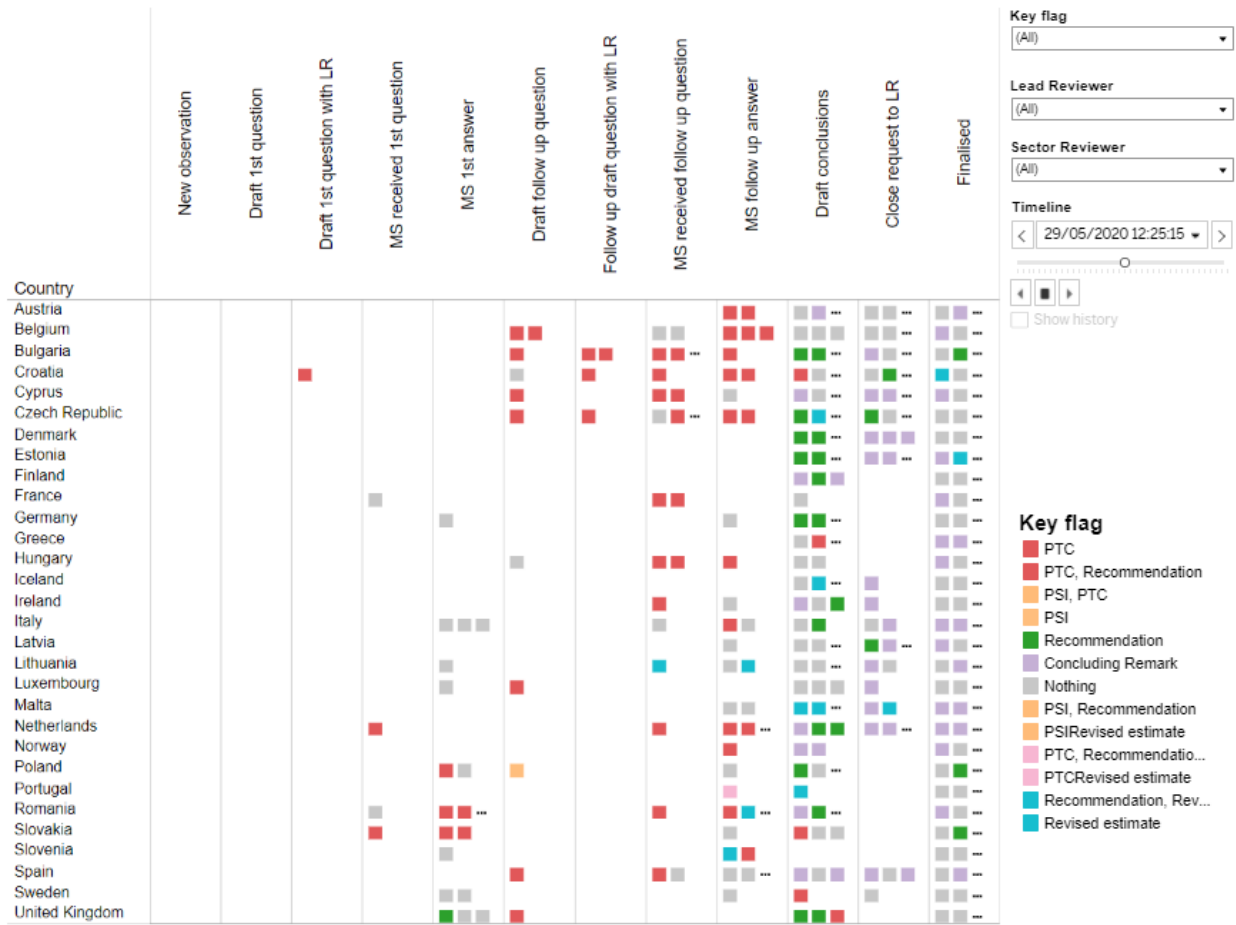 New observation
Draft 1st question
Draft 1st question with LR
MS received 1st question
MS 1st answer
Draft follow up question
Follow up draft question with LR
MS received follow up question
MS follow up answer
Draft conclusions
Close request to LR
Finalised
Country
Austria
Belgium
Bulgaria
Croatia
Cyprus
Czech Republic
Denmark
Estonia
Finland
France
Germany
Greece
Hungary
Iceland
Ireland
Italy
Latvia
Lithuania
Luxembourg
Malta
Netherlands
Norway
Poland
Portugal
Romania
Slovakia
Slovenia
Spain
Sweden
United Kingdom
Key flag
(All)
Lead Reviewer
(All)
Sector Reviewer
(All)
Timeline
29/05/2020 12:25:15
Show history
Key flag
PTC
PTC, Recommendation
PSI, PTC
PSI
Recommendation
Concluding Remark
Nothing
PSI, Recommendation
PSIRevised estimate
PTC, Recommendatio...
PTCRevised estimate
Recommendation, Rev...
Revised estimate